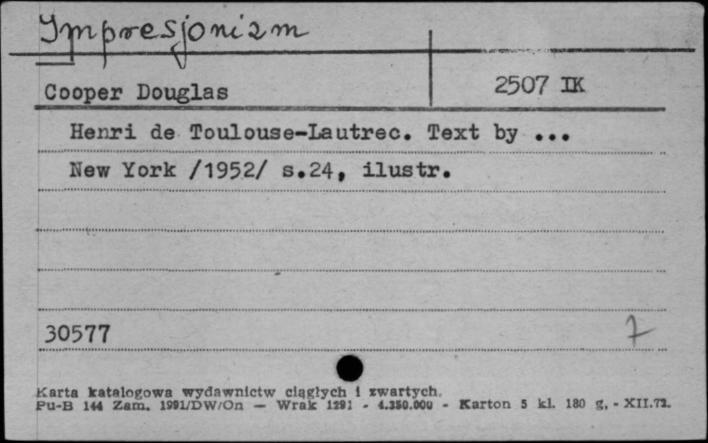 Impresjonizm
Cooper Douglas
2507 IK
Henri de Toulouse-Lautrec. Text by ...
New York /1952/ s.24, ilustr.
30577
7
Karta katalogowa wydawnictw ciągłych i zwartych.
Pu-B 144 Zam. 1991/DW/On — Wrak 1291 - 4.350.000 - Karton 5 kl. 180 g. - XII.72.